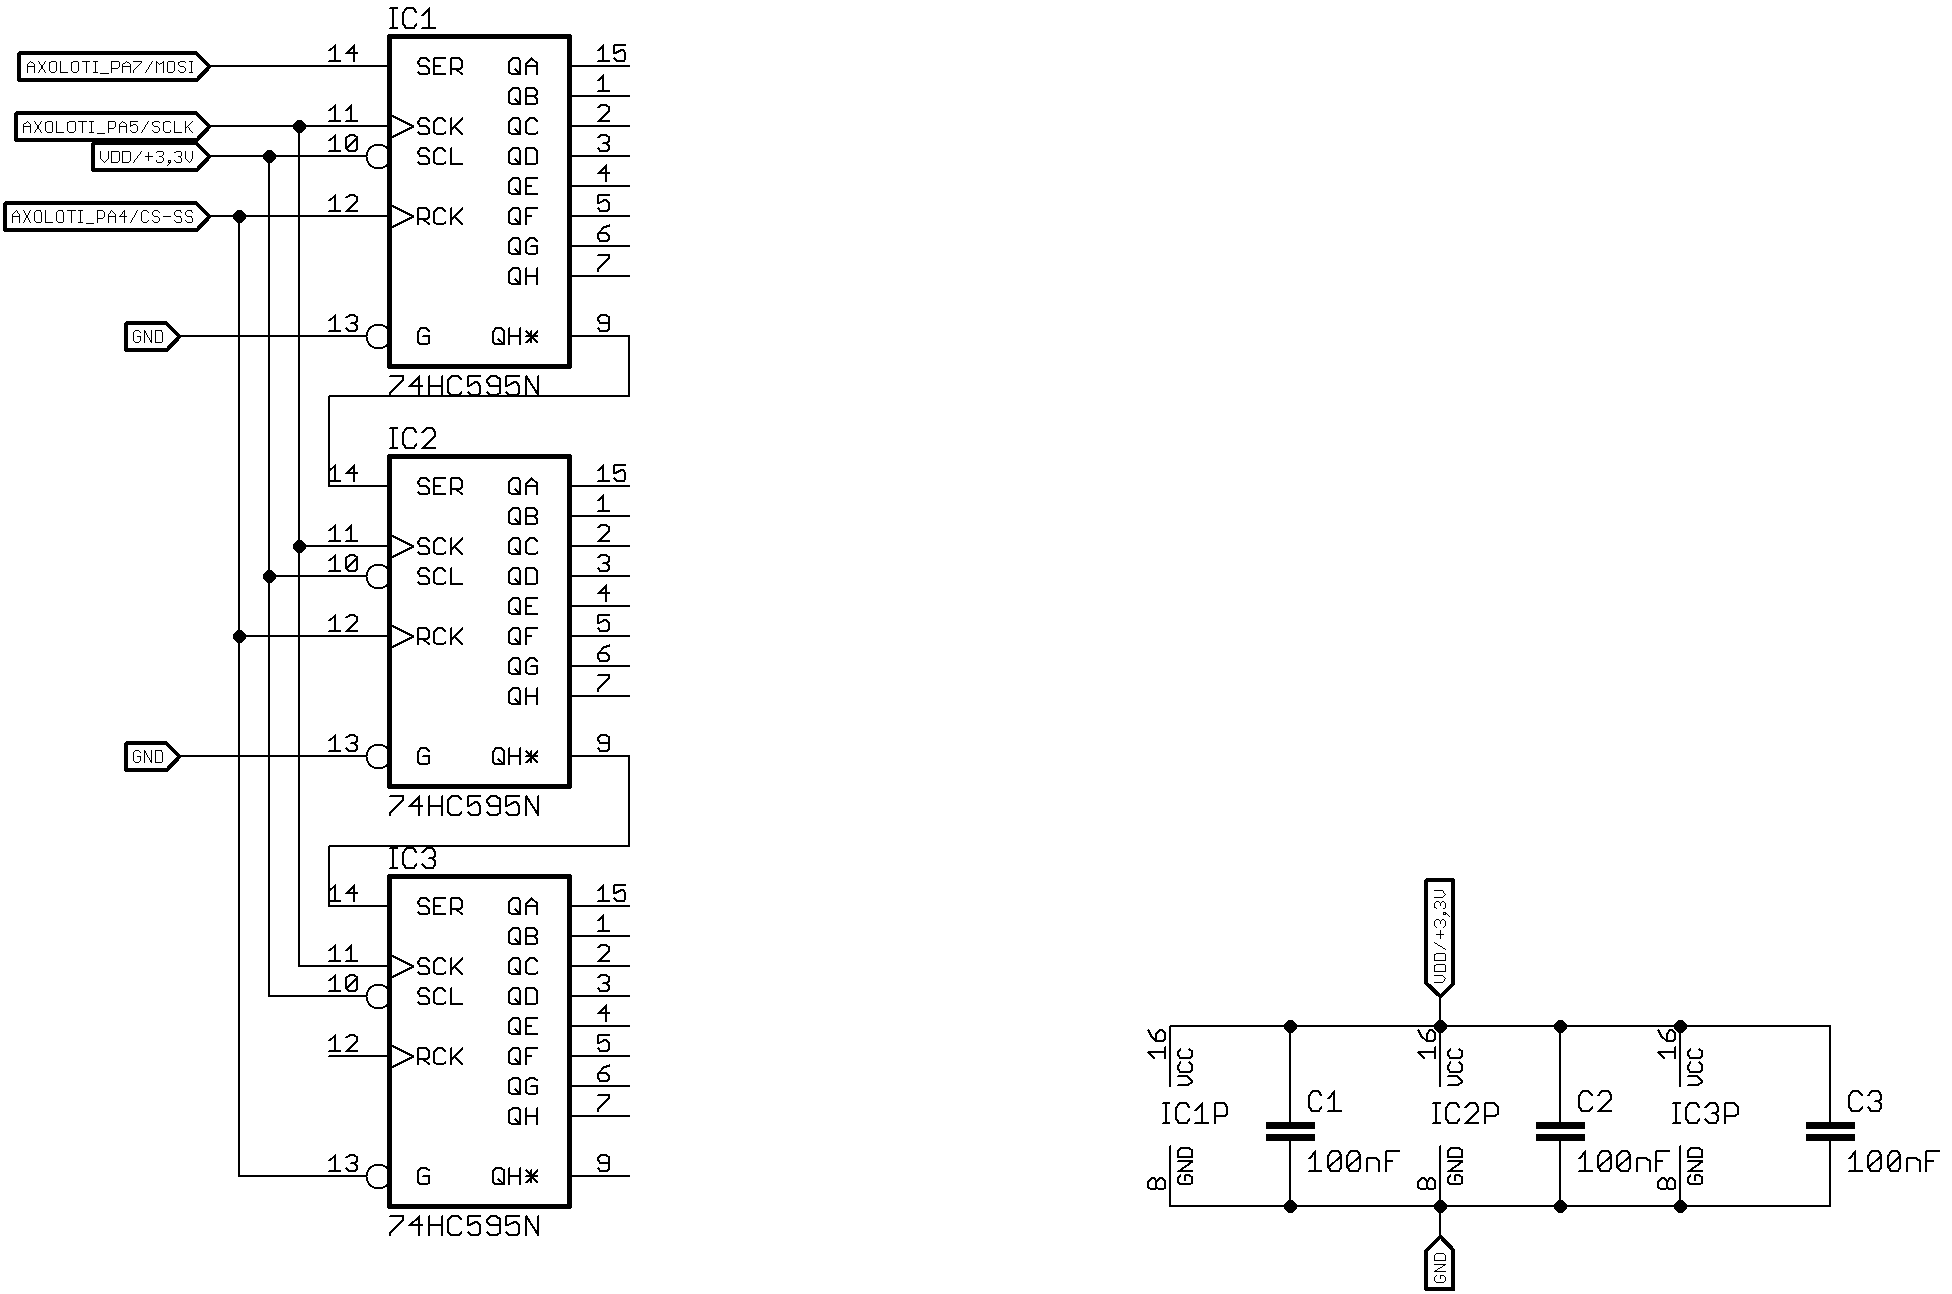 IC1
AXOLOTI_PA7/MOSI 14 SER QA 15
QB 1
AXOLOTI_PA5/SCLK 11 SCK QC 2
VDD/+3,3V 10 SCL QD 3
QE 4
AXOLOTI_PA4/CS-SS 12 RCK QF 5
QG 6
QH 7
GND 13 G QH* 9
74HC595N
IC2
14 SER QA 15
QB 1
11 SCK QC 2
10 SCL QD 3
QE 4
12 RCK QF 5
QG 6
QH 7
GND 13 G QH* 9
74HC595N
IC3
14 SER QA 15
QB 1
11 SCK QC 2
10 SCL QD 3
QE 4
12 RCK QF 5
QG 6
QH 7
13 G QH* 9
74HC595N
VDD/+3,3V
16 VCC 16 VCC 16 VCC
IC1P C1 IC2P C2 IC3P C3
100nF 100nF 100nF
8 GND 8 GND 8 GND
GND